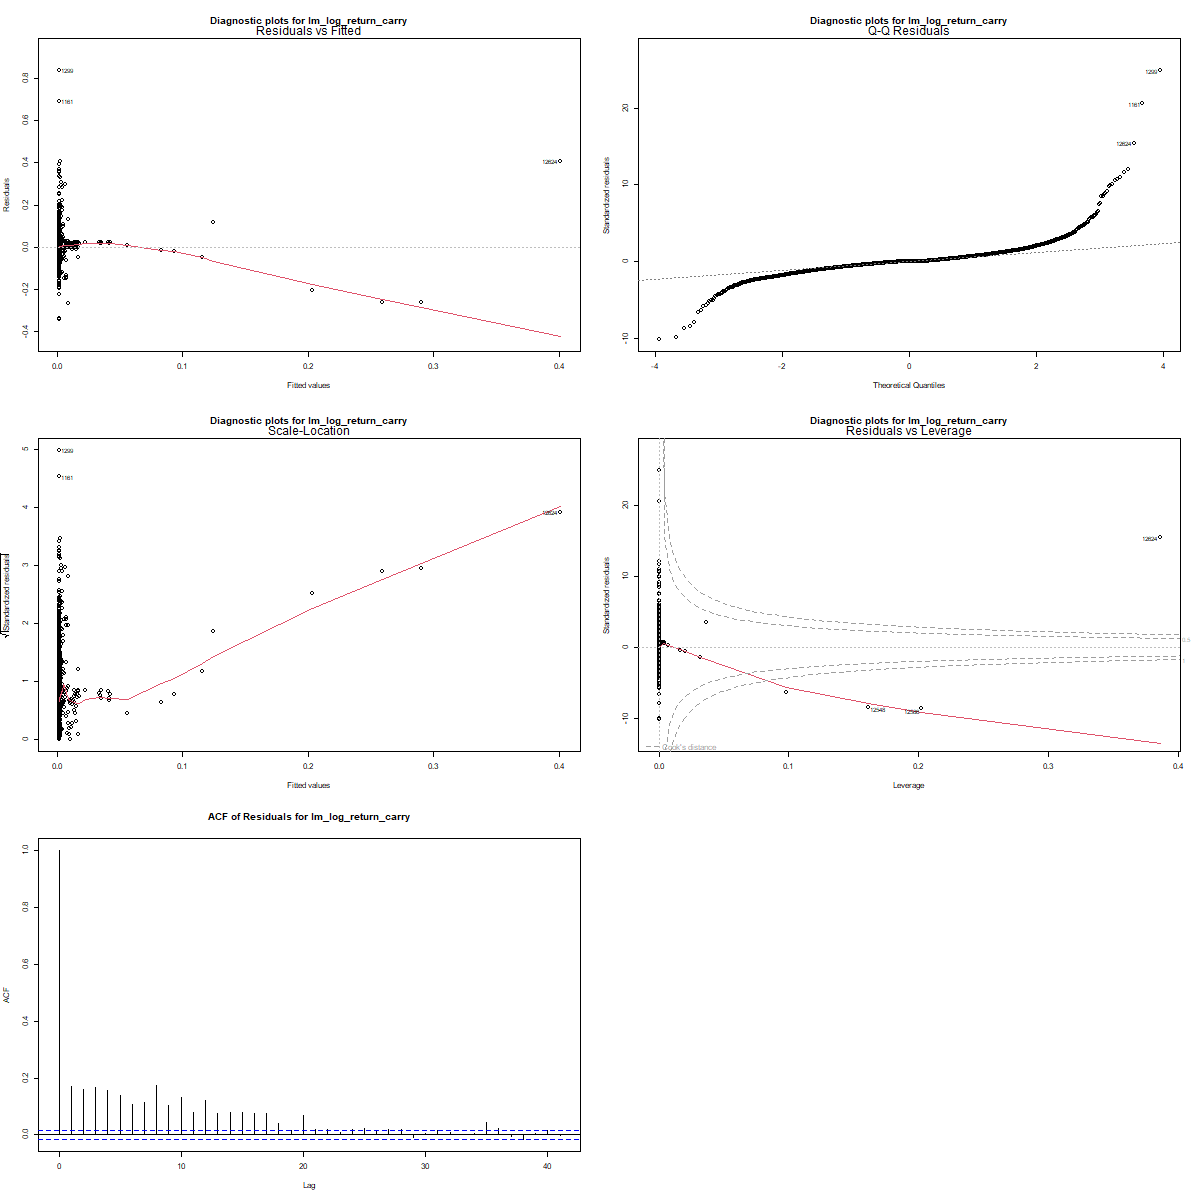 Diagnostic plots for lm_log_return_carry
Residuals vs Fitted
Residuals
0.8
0.6
0.4
0.2
0.0
-0.2
-0.4
1299
1161
12624
0.0 0.1 0.2 0.3 0.4
Fitted values
Diagnostic plots for lm_log_return_carry
Q-Q Residuals
Standardized residuals
20
10
0
-10
1299
1161
12624
-4 -2 0 2 4
Theoretical Quantiles
Diagnostic plots for lm_log_return_carry
Scale-Location
√|Standardized residuals|
5
4
3
2
1
0
1299
1161
12624
0.0 0.1 0.2 0.3 0.4
Fitted values
Diagnostic plots for lm_log_return_carry
Residuals vs Leverage
Standardized residuals
20
10
0
-10
12624
0.5
1
12548
Cook's distance
0.0 0.1 0.2 0.3 0.4
Leverage
ACF of Residuals for lm_log_return_carry
ACF
1.0
0.8
0.6
0.4
0.2
0.0
0 10 20 30 40
Lag